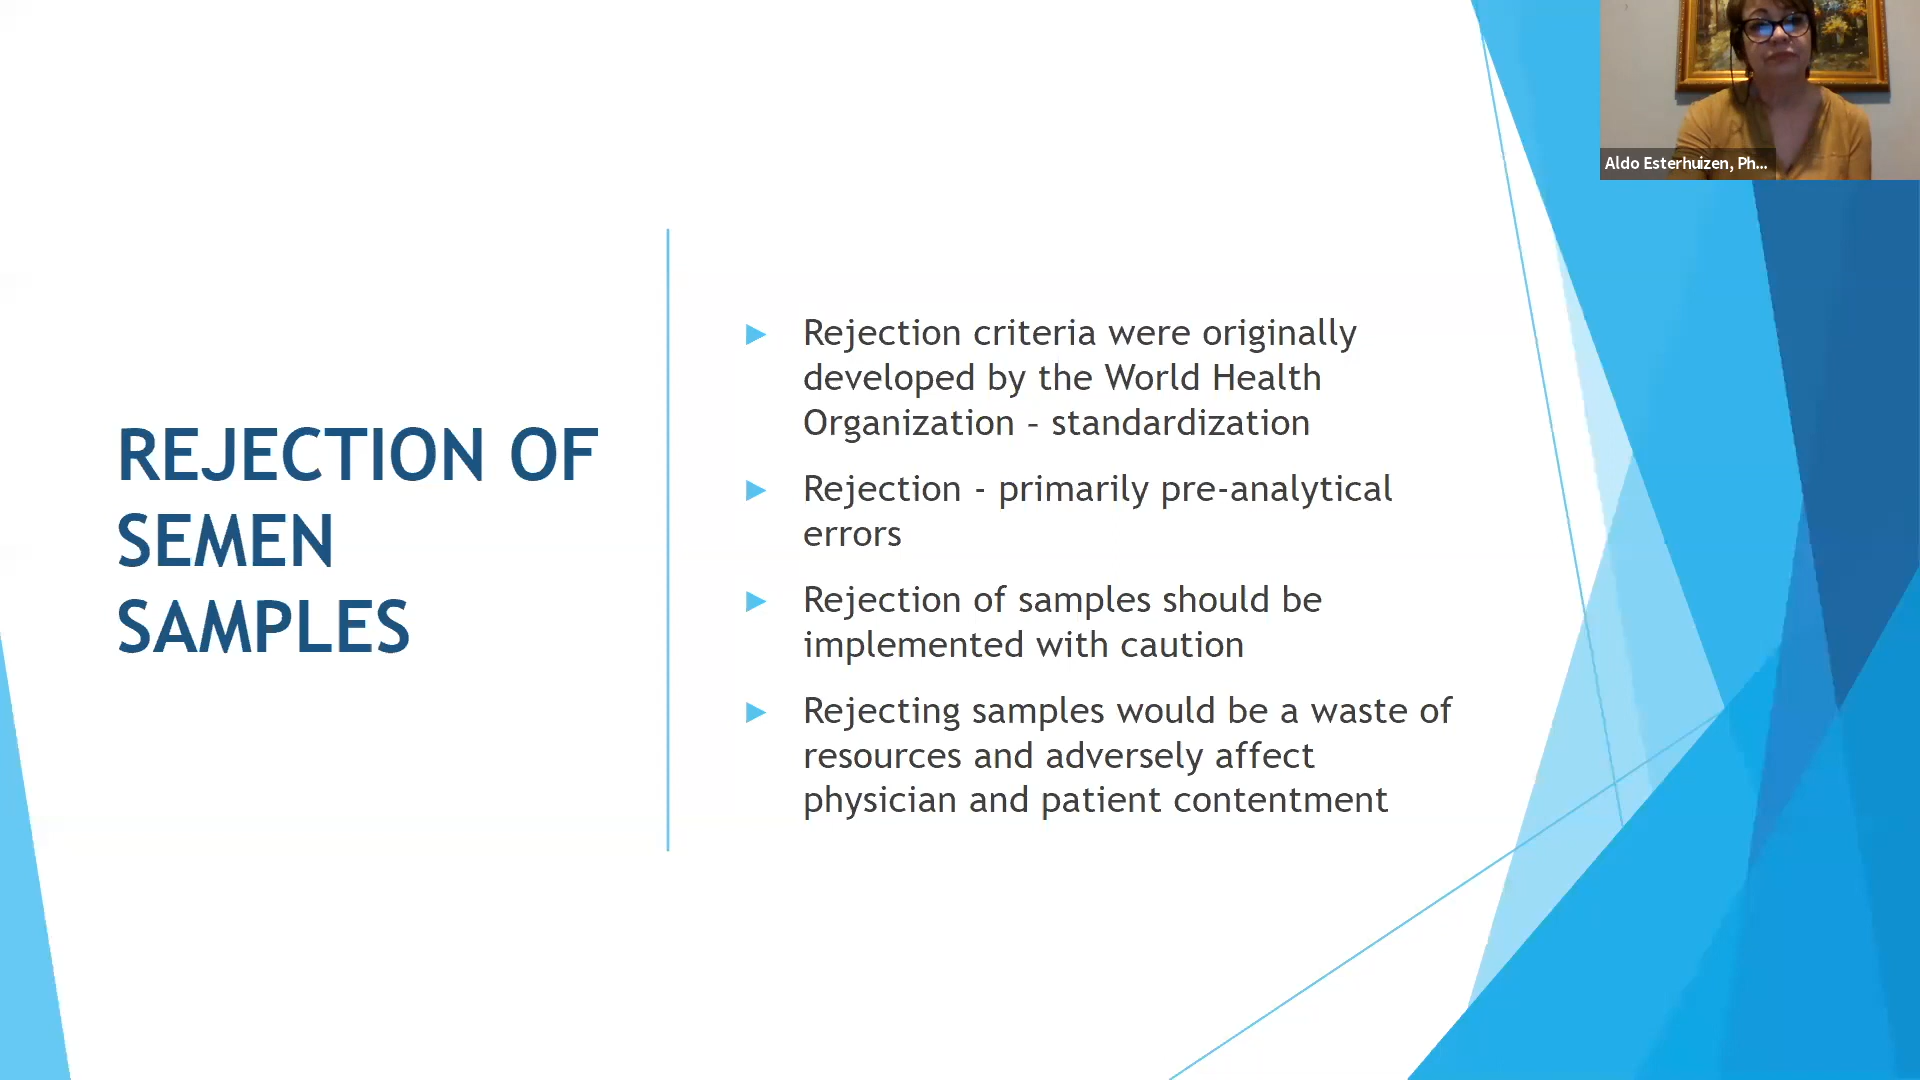 Aldo Esterhuizen, Ph...
REJECTION OF
SEMEN
SAMPLES
Rejection criteria were originally
developed by the World Health
Organization – standardization
Rejection - primarily pre-analytical
errors
Rejection of samples should be
implemented with caution
Rejecting samples would be a waste of
resources and adversely affect
physician and patient contentment